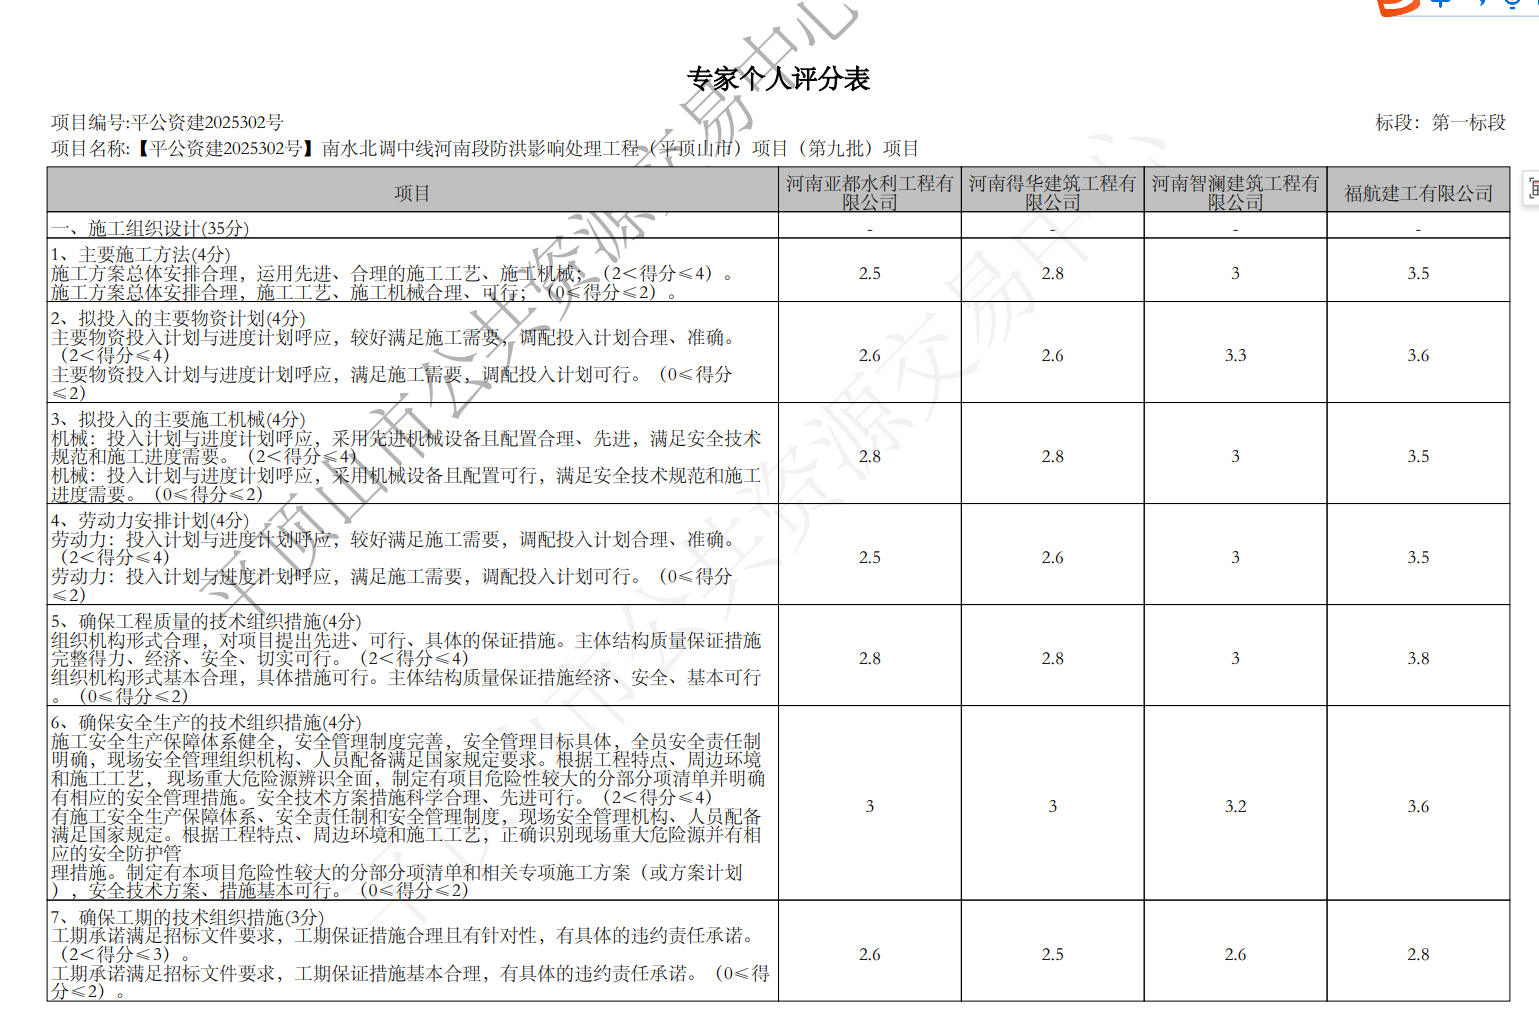 专家个人评分表
项目编号:平公资建2025302号
标段：第一标段
项目名称:【平公资建2025302号】南水北调中线河南段防洪影响处理工程（平顶山市）项目（第九批）项目
项目
河南亚都水利工程有
限公司
河南得华建筑工程有
限公司
河南智澜建筑工程有
限公司
福航建工有限公司
一、施工组织设计(35分)
-
-
-
-
1、主要施工方法(4分)
施工方案总体安排合理，运用先进、合理的施工工艺、施工机械；（2＜得分≤4）。
施工方案总体安排合理，施工工艺、施工机械合理、可行；（0≤得分≤2）。
2.5
2.8
3
3.5
2、拟投入的主要物资计划(4分)
主要物资投入计划与进度计划呼应，较好满足施工需要，调配投入计划合理、准确。
（2＜得分≤4）
主要物资投入计划与进度计划呼应，满足施工需要，调配投入计划可行。（0≤得分
≤2）
2.6
2.6
3.3
3.6
3、拟投入的主要施工机械(4分)
机械：投入计划与进度计划呼应，采用先进机械设备且配置合理、先进，满足安全技术
规范和施工进度需要。（2＜得分≤4）
机械：投入计划与进度计划呼应，采用机械设备且配置可行，满足安全技术规范和施工
进度需要。（0≤得分≤2）
2.8
2.8
3
3.5
4、劳动力安排计划(4分)
劳动力：投入计划与进度计划呼应，较好满足施工需要，调配投入计划合理、准确。
（2＜得分≤4）
劳动力：投入计划与进度计划呼应，满足施工需要，调配投入计划可行。（0≤得分
≤2）
2.5
2.6
3
3.5
5、确保工程质量的技术组织措施(4分)
组织机构形式合理，对项目提出先进、可行、具体的保证措施。主体结构质量保证措施
完整得力、经济、安全、切实可行。（2＜得分≤4）
组织机构形式基本合理，具体措施可行。主体结构质量保证措施经济、安全、基本可行
。（0≤得分≤2）
2.8
2.8
3
3.8
6、确保安全生产的技术组织措施(4分)
施工安全生产保障体系健全，安全管理制度完善，安全管理目标具体，全员安全责任制
明确，现场安全管理组织机构、人员配备满足国家规定要求。根据工程特点、周边环境
和施工工艺， 现场重大危险源辨识全面，制定有项目危险性较大的分部分项清单并明确
有相应的安全管理措施。安全技术方案措施科学合理、先进可行。（2＜得分≤4）
有施工安全生产保障体系、安全责任制和安全管理制度，现场安全管理机构、人员配备
满足国家规定。根据工程特点、周边环境和施工工艺，正确识别现场重大危险源并有相
应的安全防护管
理措施。制定有本项目危险性较大的分部分项清单和相关专项施工方案（或方案计划
），安全技术方案、措施基本可行。（0≤得分≤2）
3
3
3.2
3.6
7、确保工期的技术组织措施(3分)
工期承诺满足招标文件要求，工期保证措施合理且有针对性，有具体的违约责任承诺。
（2＜得分≤3）。
工期承诺满足招标文件要求，工期保证措施基本合理，有具体的违约责任承诺。（0≤得
分≤2）。
2.6
2.5
2.6
2.8
平顶山市公共资源交易中心
平顶山市公共资源交易中心